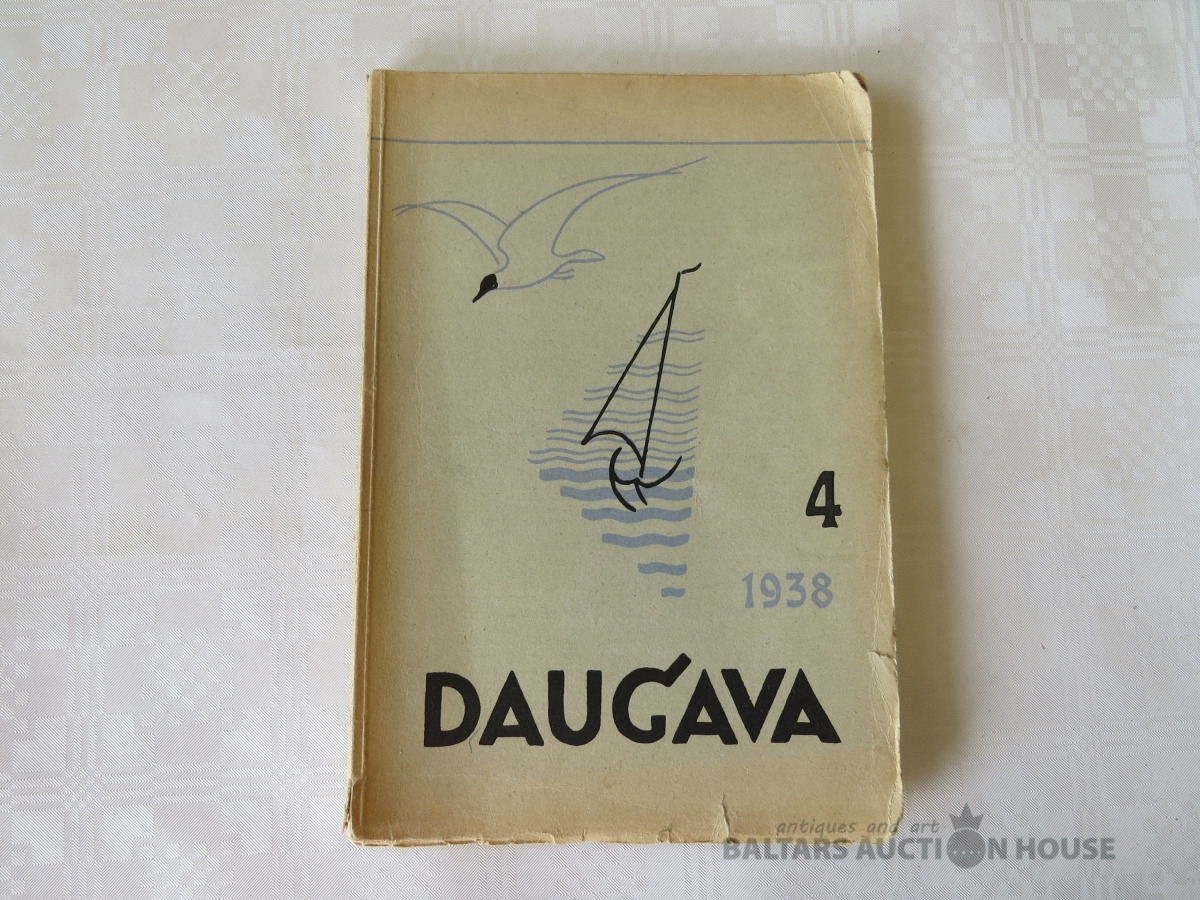 4
1938
DAUGAVA
antiques and art
BALTARS AUCTION HOUSE